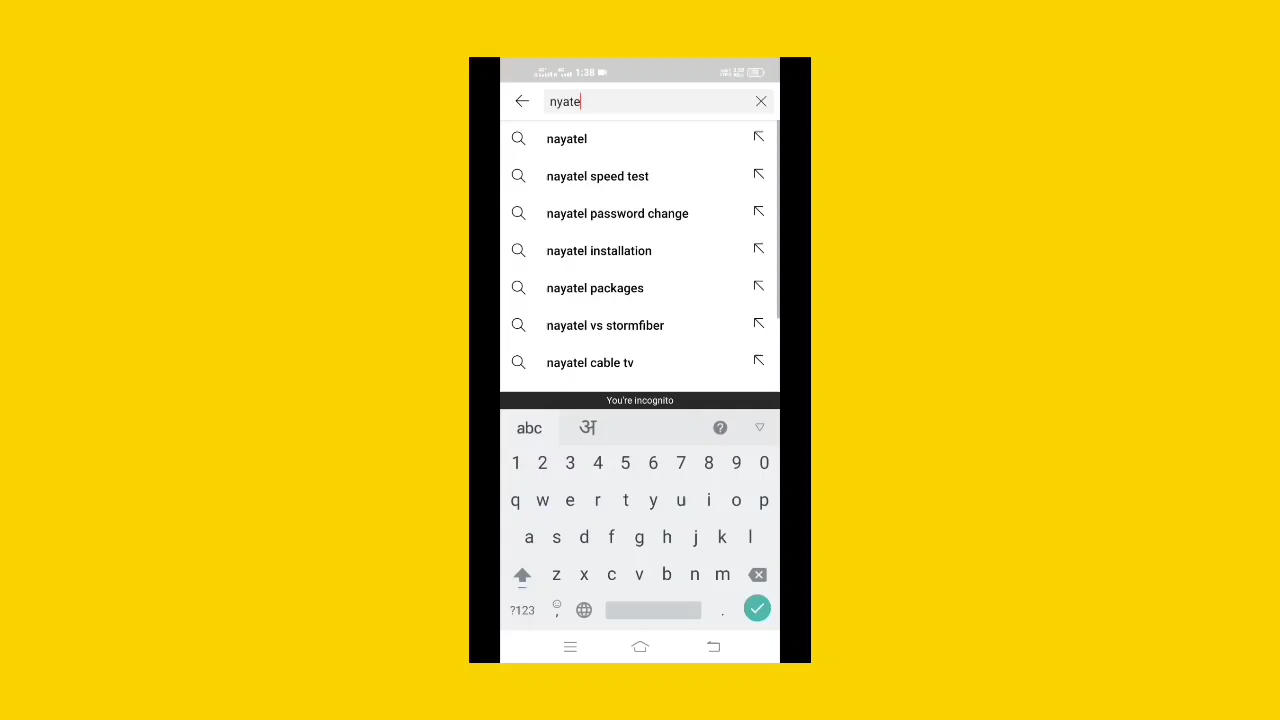 1:38
nyate
nayatel
nayatel speed test
nayatel password change
nayatel installation
nayatel packages
nayatel vs stormfiber
nayatel cable tv
You're incognito
abc अ ?
1 2 3 4 5 6 7 8 9 0
q w e r t y u i o p
a s d f g h j k l
z x c v b n m
?123 , .